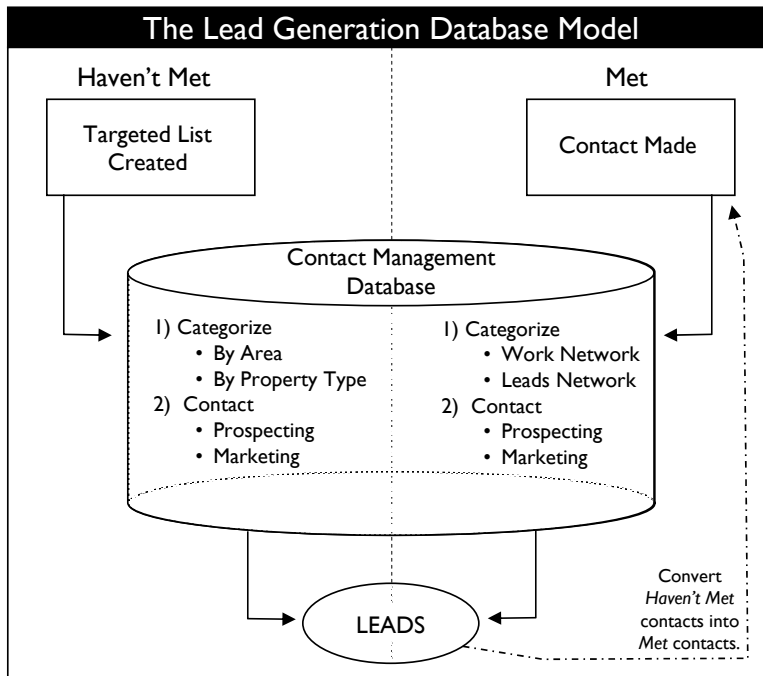 The Lead Generation Database Model
Haven't Met
Targeted List
Created
Met
Contact Made
Contact Management
Database
1) Categorize
• By Area
• By Property Type
2) Contact
• Prospecting
• Marketing
1) Categorize
• Work Network
• Leads Network
2) Contact
• Prospecting
• Marketing
LEADS
Convert
Haven't Met
contacts into
Met contacts.